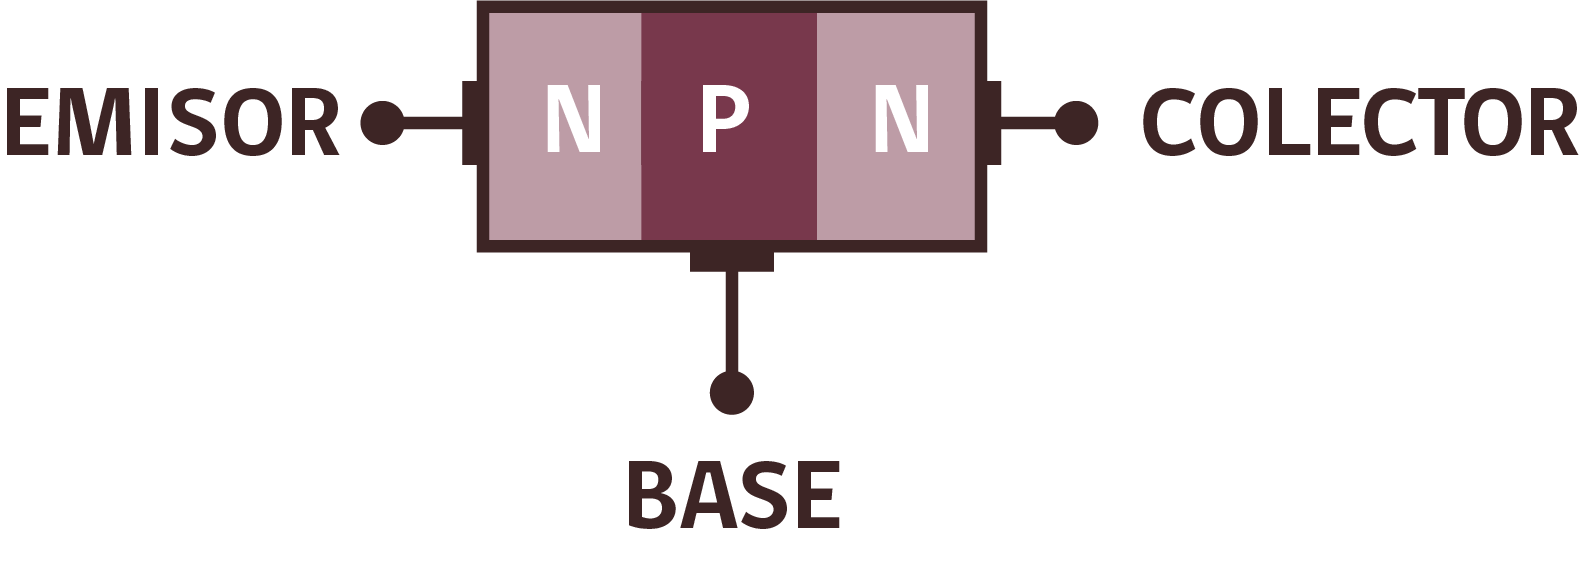 EMISOR N P N COLECTOR
BASE